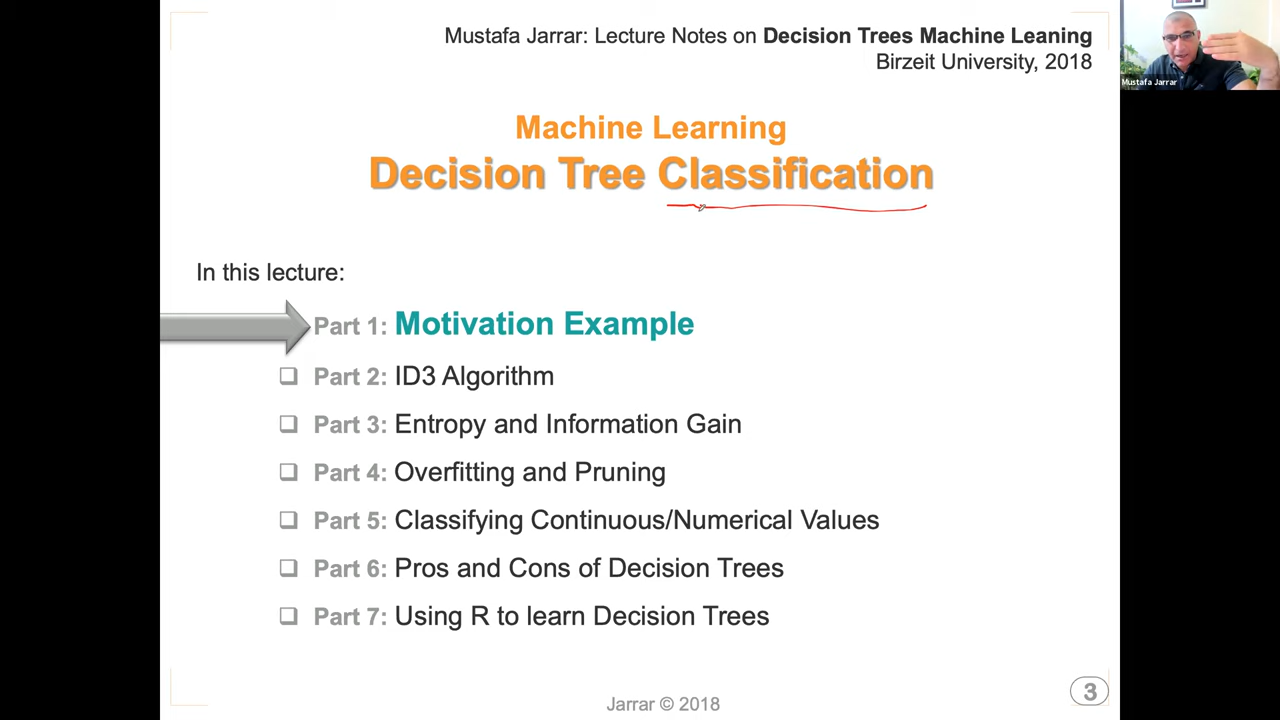 Mustafa Jarrar: Lecture Notes on Decision Trees Machine Leaning
Birzeit University, 2018
Mustafa Jarrar
Machine Learning
Decision Tree Classification
In this lecture:
Part 1: Motivation Example
Part 2: ID3 Algorithm
Part 3: Entropy and Information Gain
Part 4: Overfitting and Pruning
Part 5: Classifying Continuous/Numerical Values
Part 6: Pros and Cons of Decision Trees
Part 7: Using R to learn Decision Trees
Jarrar © 2018
3